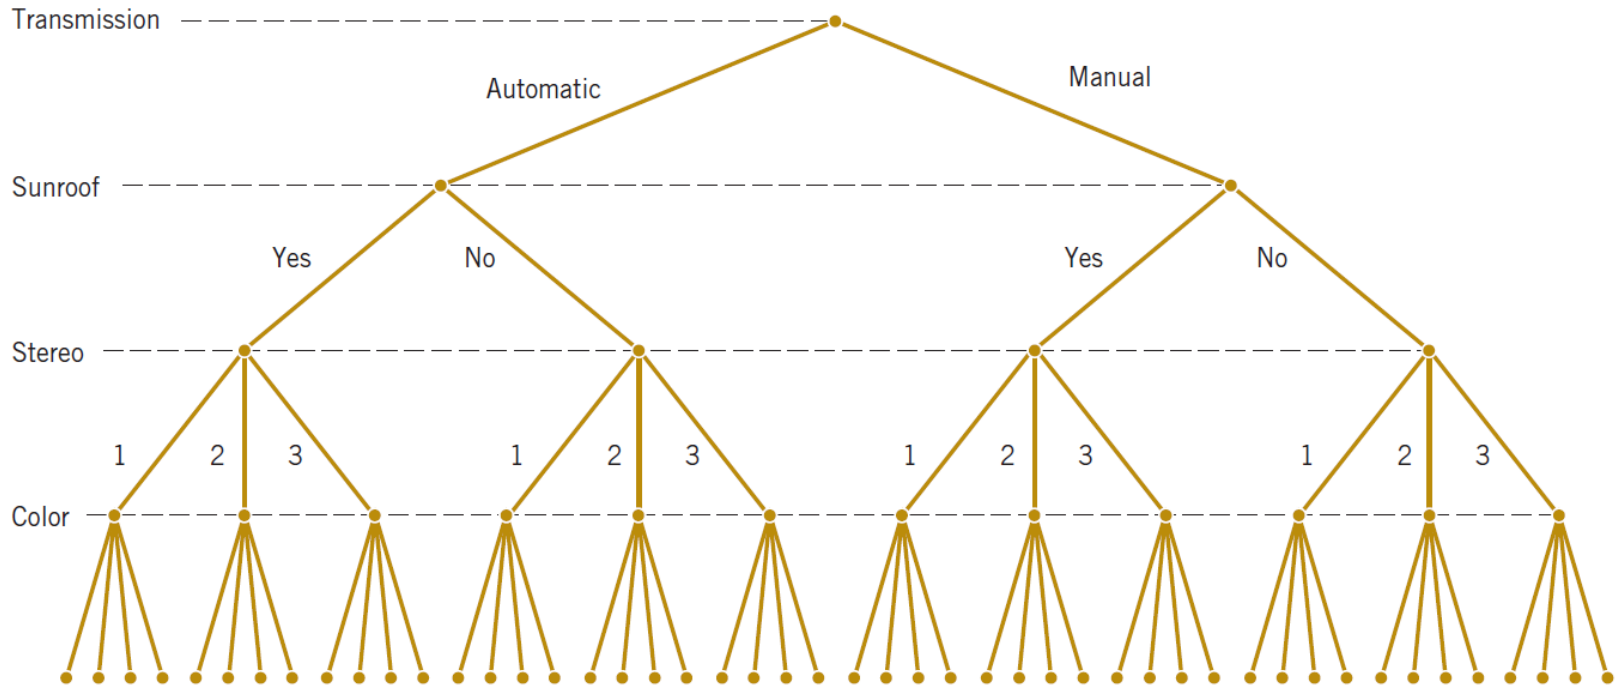 Transmission
Automatic
Manual
Sunroof
Yes
No
Yes
No
Stereo
1 2 3 1 2 3 1 2 3 1 2 3
Color